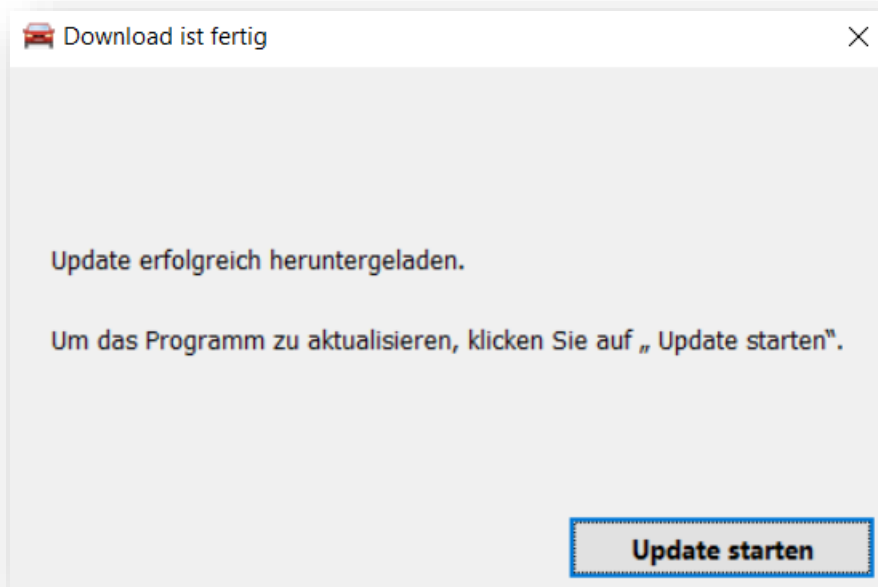 Download ist fertig
Update erfolgreich heruntergeladen.
Um das Programm zu aktualisieren, klicken Sie auf „ Update starten“.
Update starten